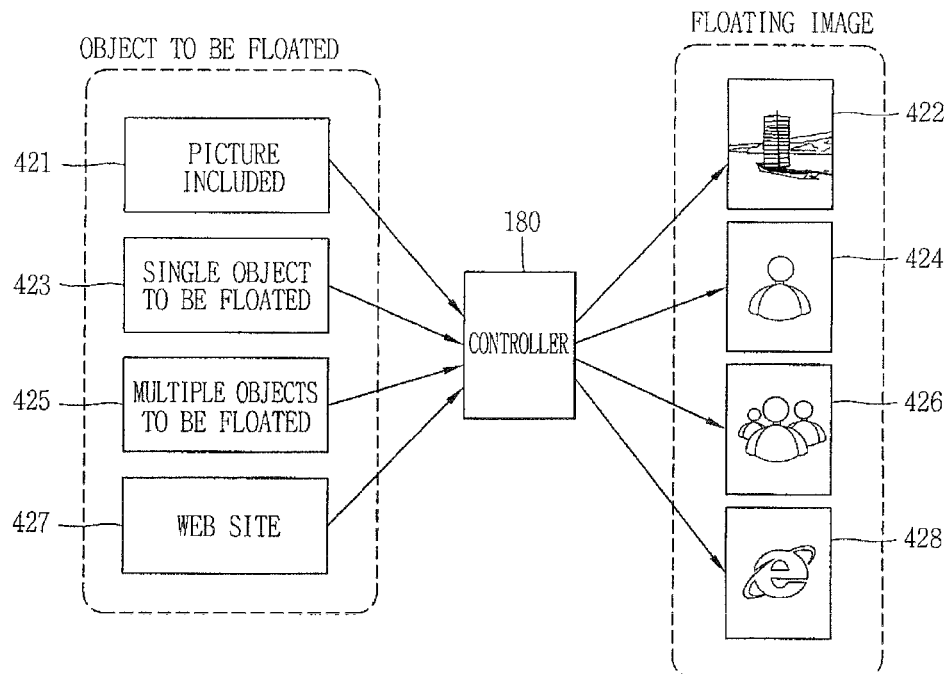 OBJECT TO BE FLOATED
FLOATING IMAGE
421
PICTURE
INCLUDED
423
SINGLE OBJECT
TO BE FLOATED
425
MULTIPLE OBJECTS
TO BE FLOATED
427
WEB SITE
180
CONTROLLER
422
424
426
428
e